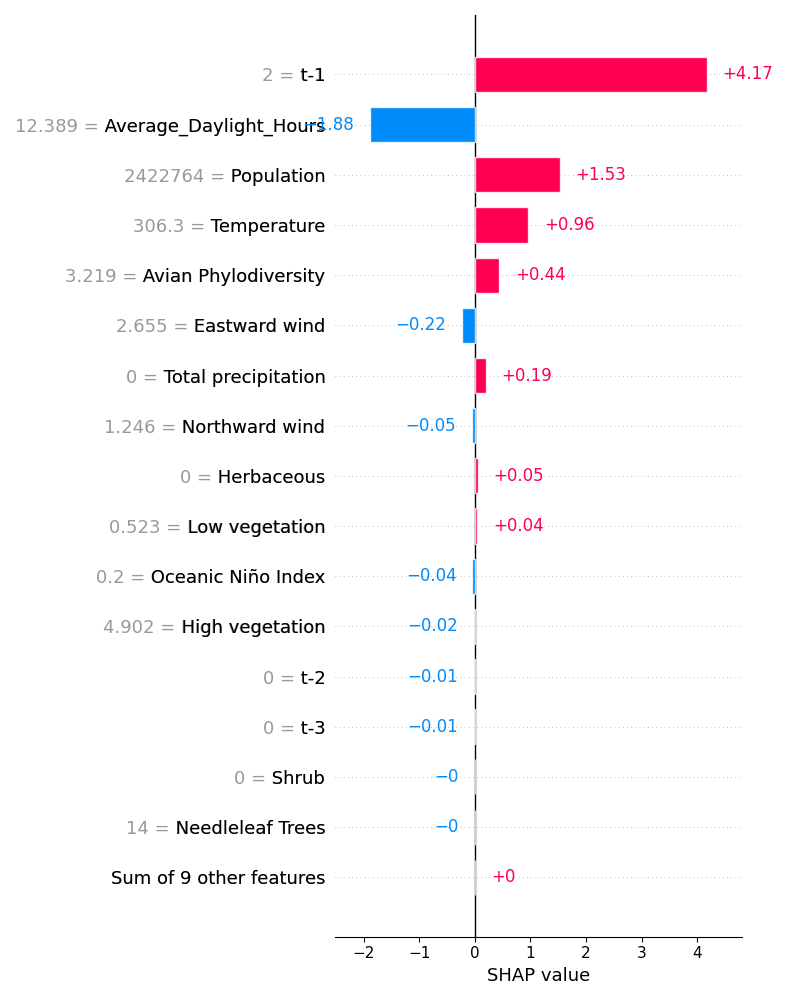 2 = t-1 +4.17
12.389 = Average_Daylight_Hours −1.88
2422764 = Population +1.53
306.3 = Temperature +0.96
3.219 = Avian Phylodiversity +0.44
2.655 = Eastward wind −0.22
0 = Total precipitation +0.19
1.246 = Northward wind −0.05
0 = Herbaceous +0.05
0.523 = Low vegetation +0.04
0.2 = Oceanic Niño Index −0.04
4.902 = High vegetation −0.02
0 = t-2 −0.01
0 = t-3 −0.01
0 = Shrub −0
14 = Needleleaf Trees −0
Sum of 9 other features +0
−2 −1 0 1 2 3 4
SHAP value